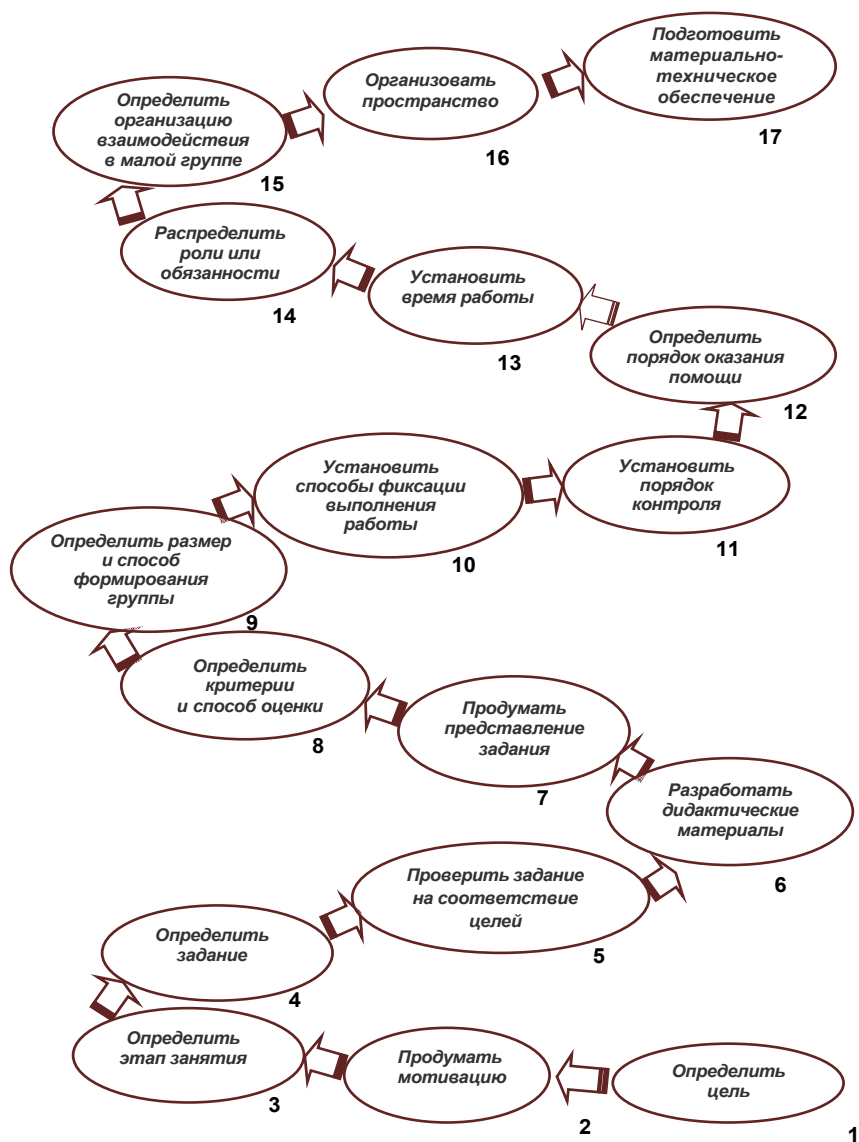 Подготовить
материально-
техническое
обеспечение
17
Организовать
пространство
16
Определить
организацию
взаимодействия
в малой группе
15
Распределить
роли или
обязанности
14
Установить
время работы
13
Определить
порядок оказания
помощи
12
Установить
порядок
контроля
11
Установить
способы фиксации
выполнения
работы
10
Определить размер
и способ
формирования
группы
9
Определить
критерии
и способ оценки
8
Продумать
представление
задания
7
Разработать
дидактические
материалы
6
Проверить задание
на соответствие
целей
5
Определить
задание
4
Определить
этап занятия
3
Продумать
мотивацию
2
Определить
цель
1